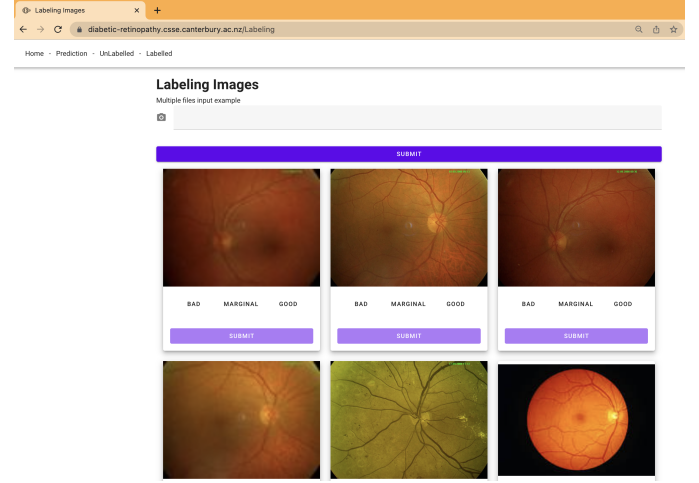 Labeling Images
diabetic-retinopathy.csse.canterbury.ac.nz/Labeling
Home - Prediction - UnLabelled - Labelled
Labeling Images
Multiple files input example
SUBMIT
BAD MARGINAL GOOD
BAD MARGINAL GOOD
BAD MARGINAL GOOD
SUBMIT
SUBMIT
SUBMIT